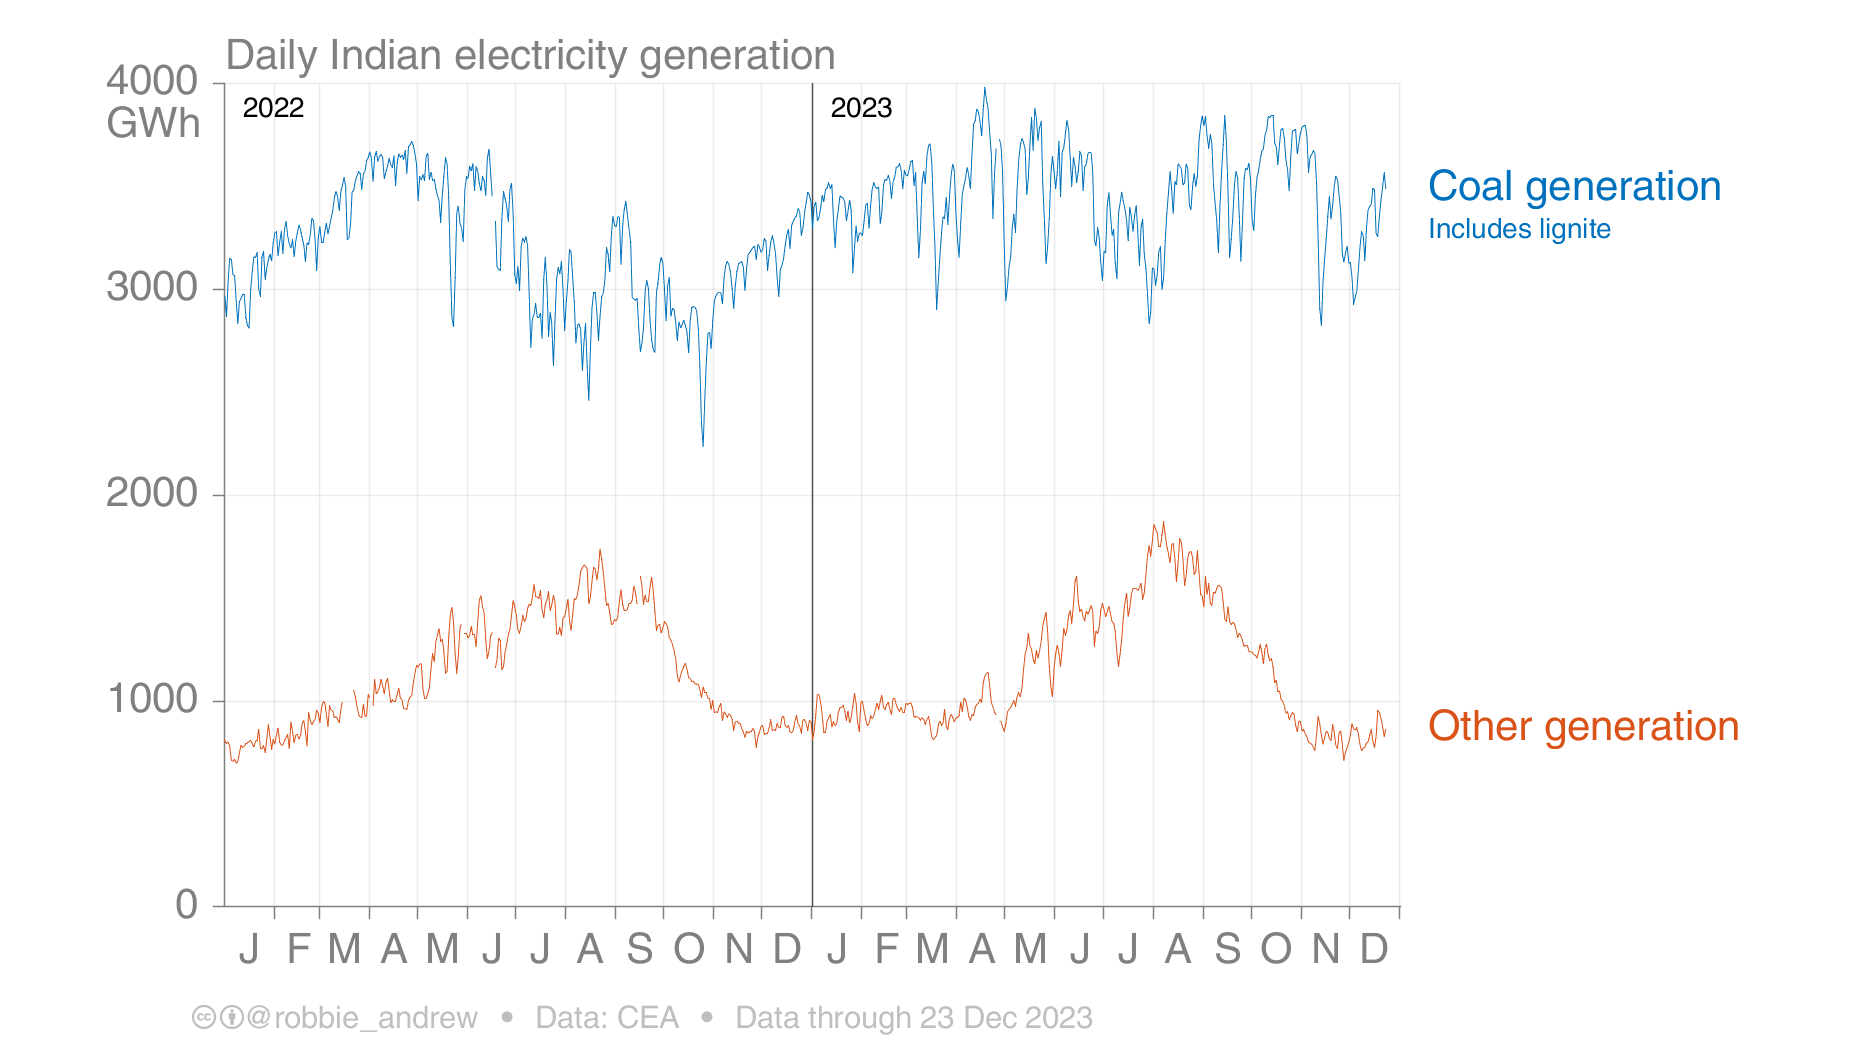 Daily Indian electricity generation
4000
GWh
2022
2023
3000
2000
1000
0
Coal generation
Includes lignite
Other generation
J F M A M J J A S O N D J F M A M J J A S O N D
@robbie_andrew • Data: CEA • Data through 23 Dec 2023